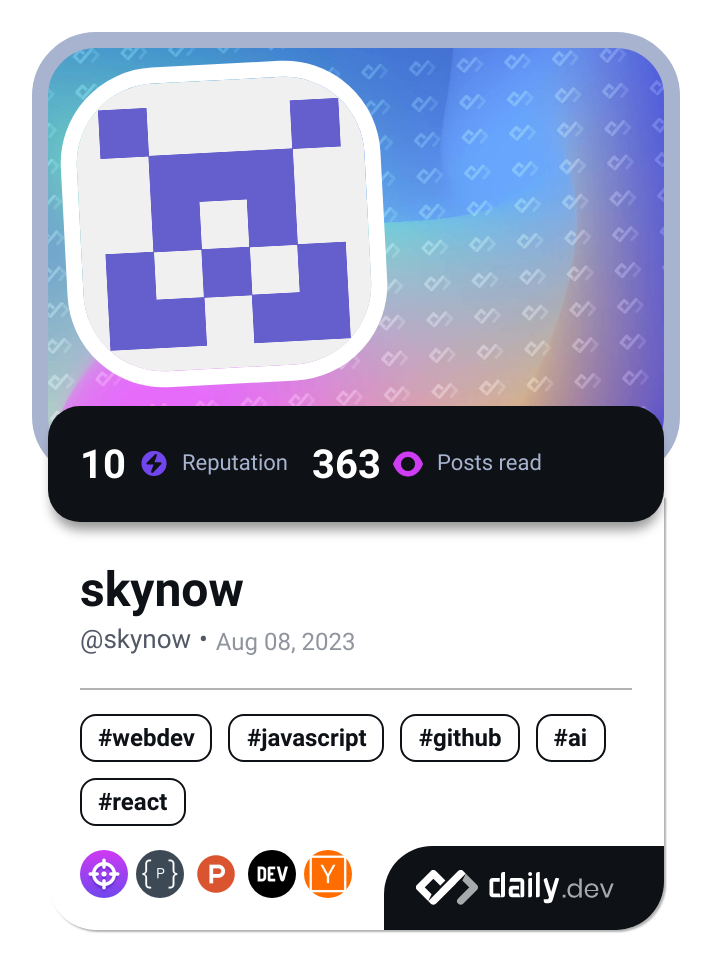 10 Reputation 363 Posts read
skynow
@skynow • Aug 08, 2023
#webdev #javascript #github #ai
#react
{P} P DEV Y
daily.dev